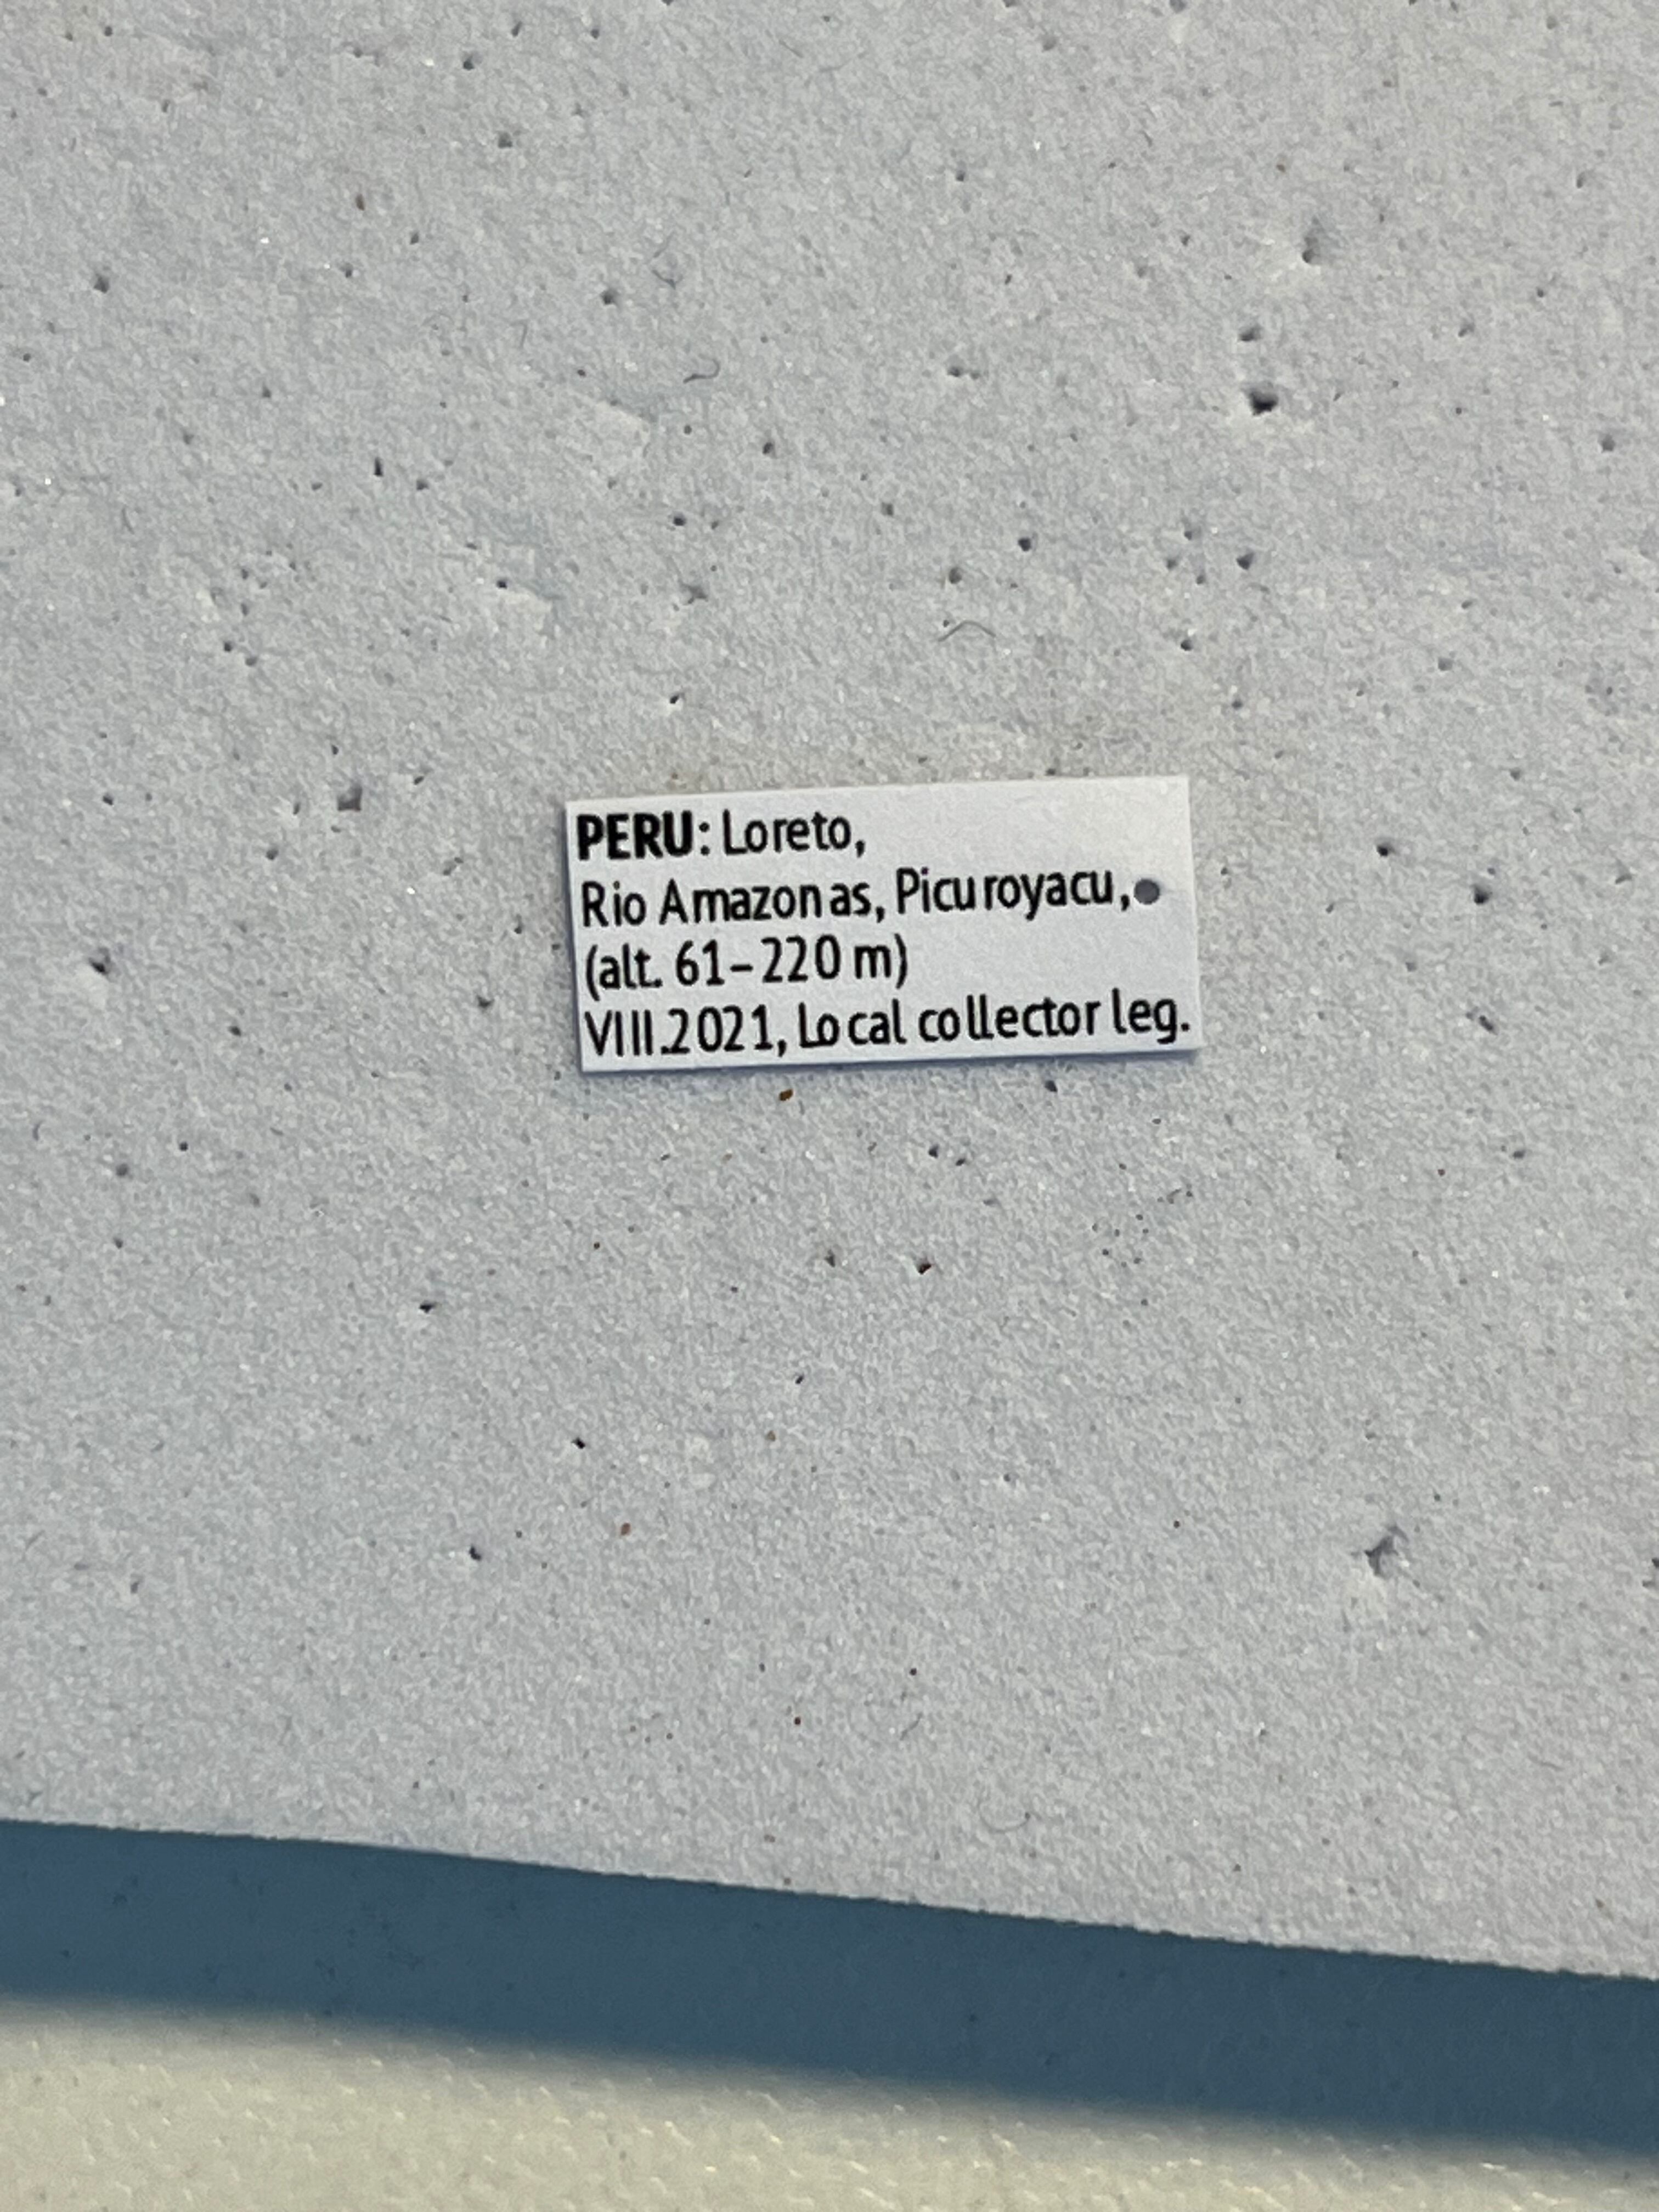 PERU: Loreto,
Rio Amazonas, Picuroyacu,
(alt. 61–220 m)
VIII.2021, Local collector leg.